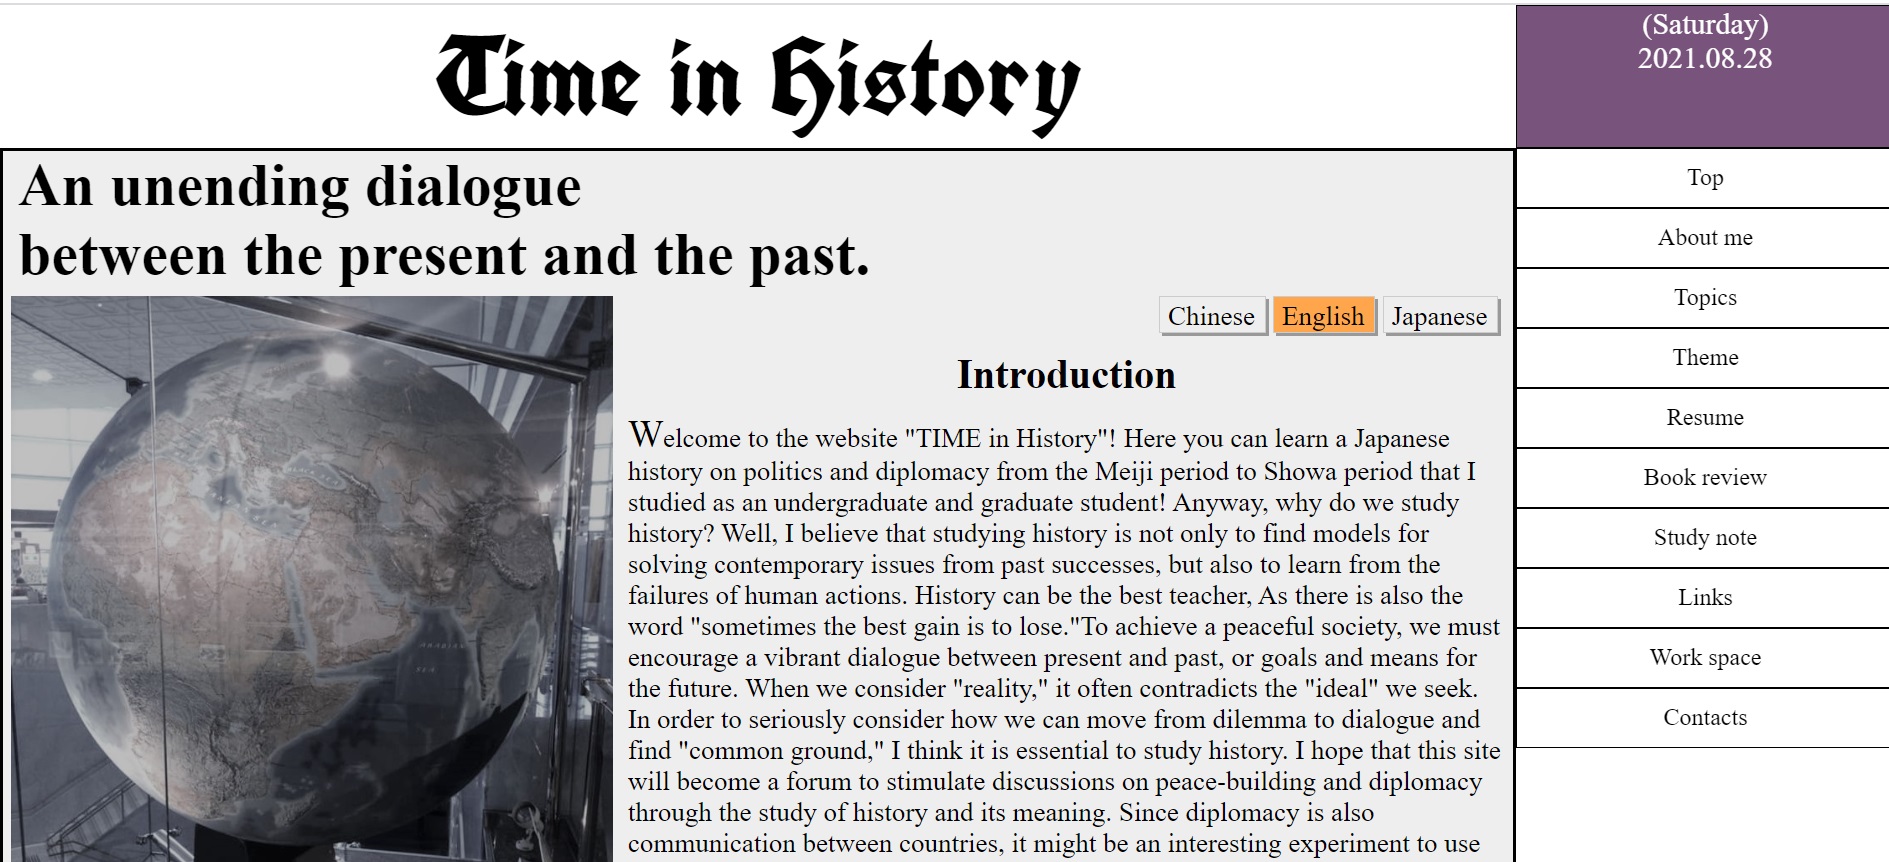 Time in History
(Saturday)
2021.08.28
An unending dialogue
between the present and the past.
Chinese
English
Japanese
Introduction
Welcome to the website "TIME in History"! Here you can learn a Japanese
history on politics and diplomacy from the Meiji period to Showa period that I
studied as an undergraduate and graduate student! Anyway, why do we study
history? Well, I believe that studying history is not only to find models for
solving contemporary issues from past successes, but also to learn from the
failures of human actions. History can be the best teacher, As there is also the
word "sometimes the best gain is to lose."To achieve a peaceful society, we must
encourage a vibrant dialogue between present and past, or goals and means for
the future. When we consider "reality," it often contradicts the "ideal" we seek.
In order to seriously consider how we can move from dilemma to dialogue and
find "common ground," I think it is essential to study history. I hope that this site
will become a forum to stimulate discussions on peace-building and diplomacy
through the study of history and its meaning. Since diplomacy is also
communication between countries, it might be an interesting experiment to use
Top
About me
Topics
Theme
Resume
Book review
Study note
Links
Work space
Contacts